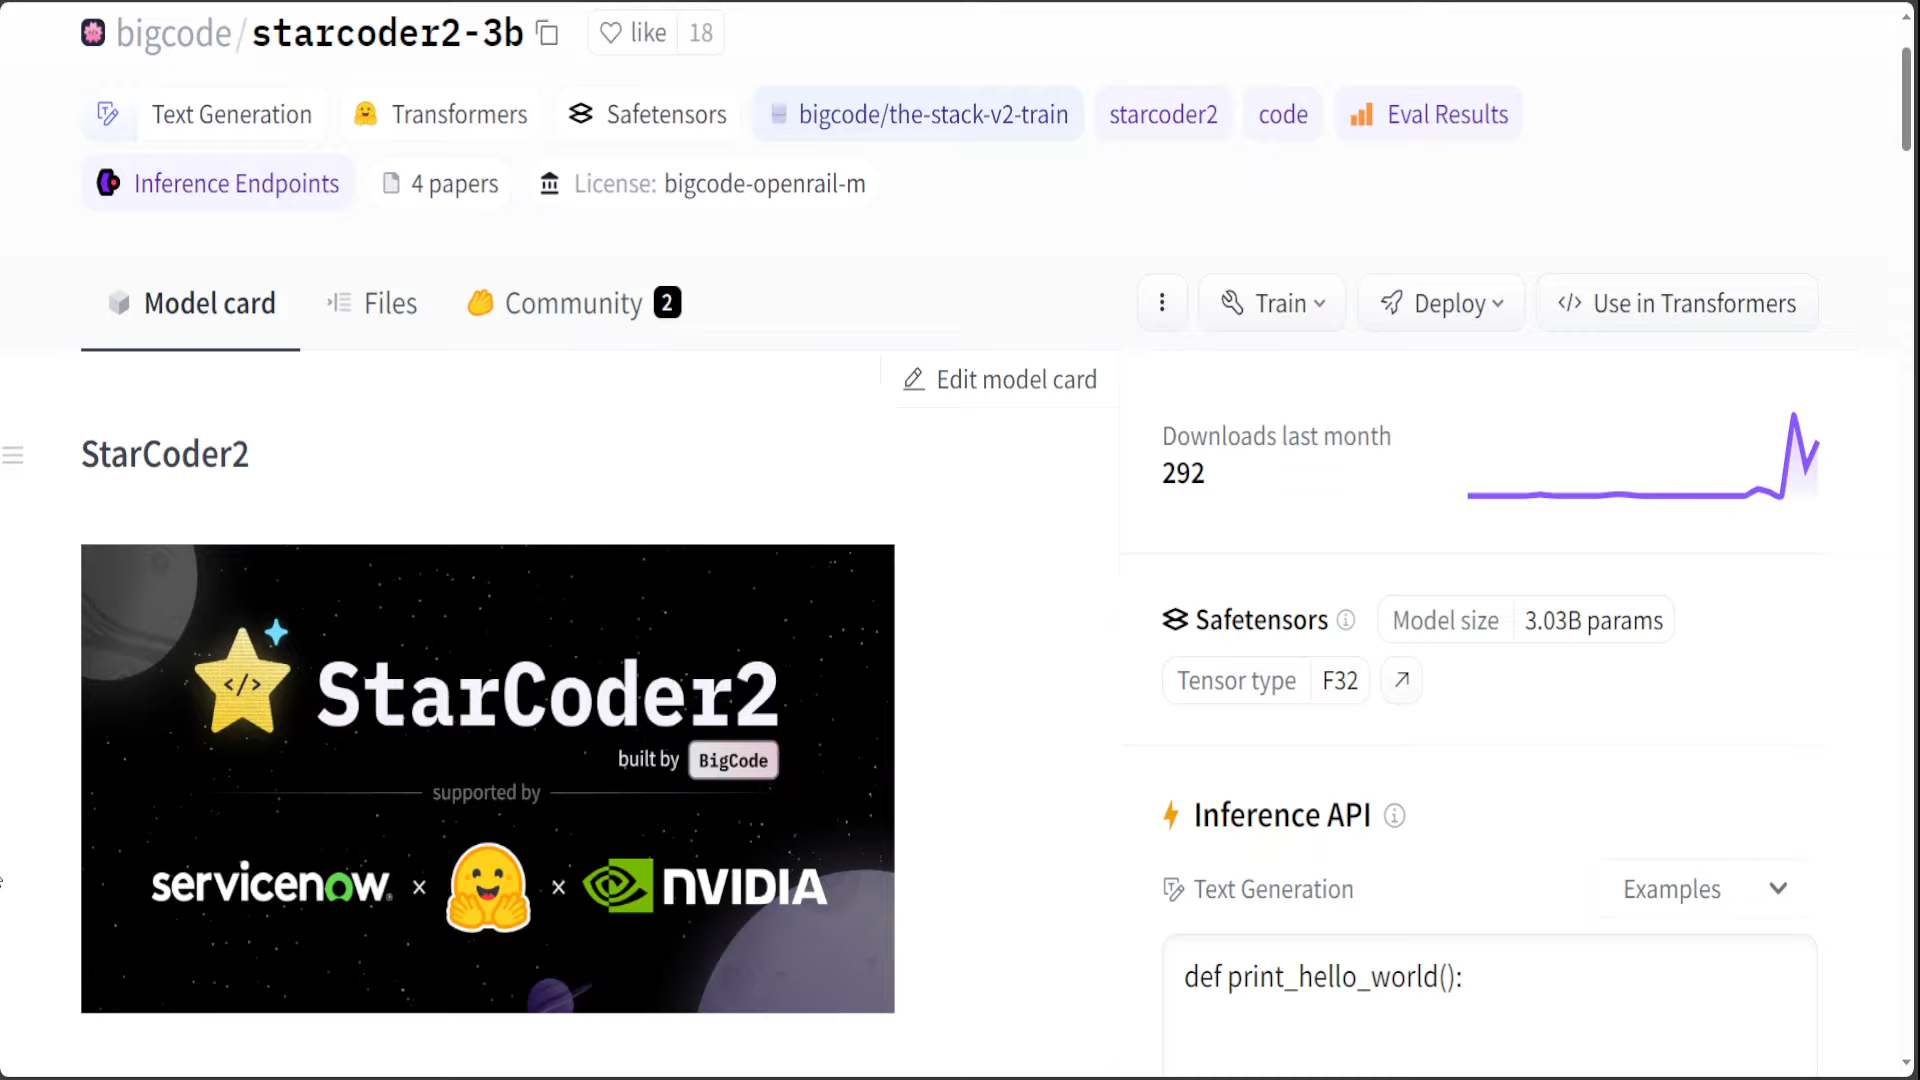 bigcode/starcoder2-3b like 18
Text Generation Transformers Safetensors bigcode/the-stack-v2-train starcoder2 code Eval Results
Inference Endpoints 4 papers License: bigcode-openrail-m
Model card Files Community 2 Train Deploy </> Use in Transformers
Edit model card
StarCoder2
Downloads last month
292
</>
StarCoder2
built by BigCode
supported by
servicenow x x NVIDIA
Safetensors Model size 3.03B params
Tensor type F32
Inference API
Text Generation Examples
def print_hello_world():